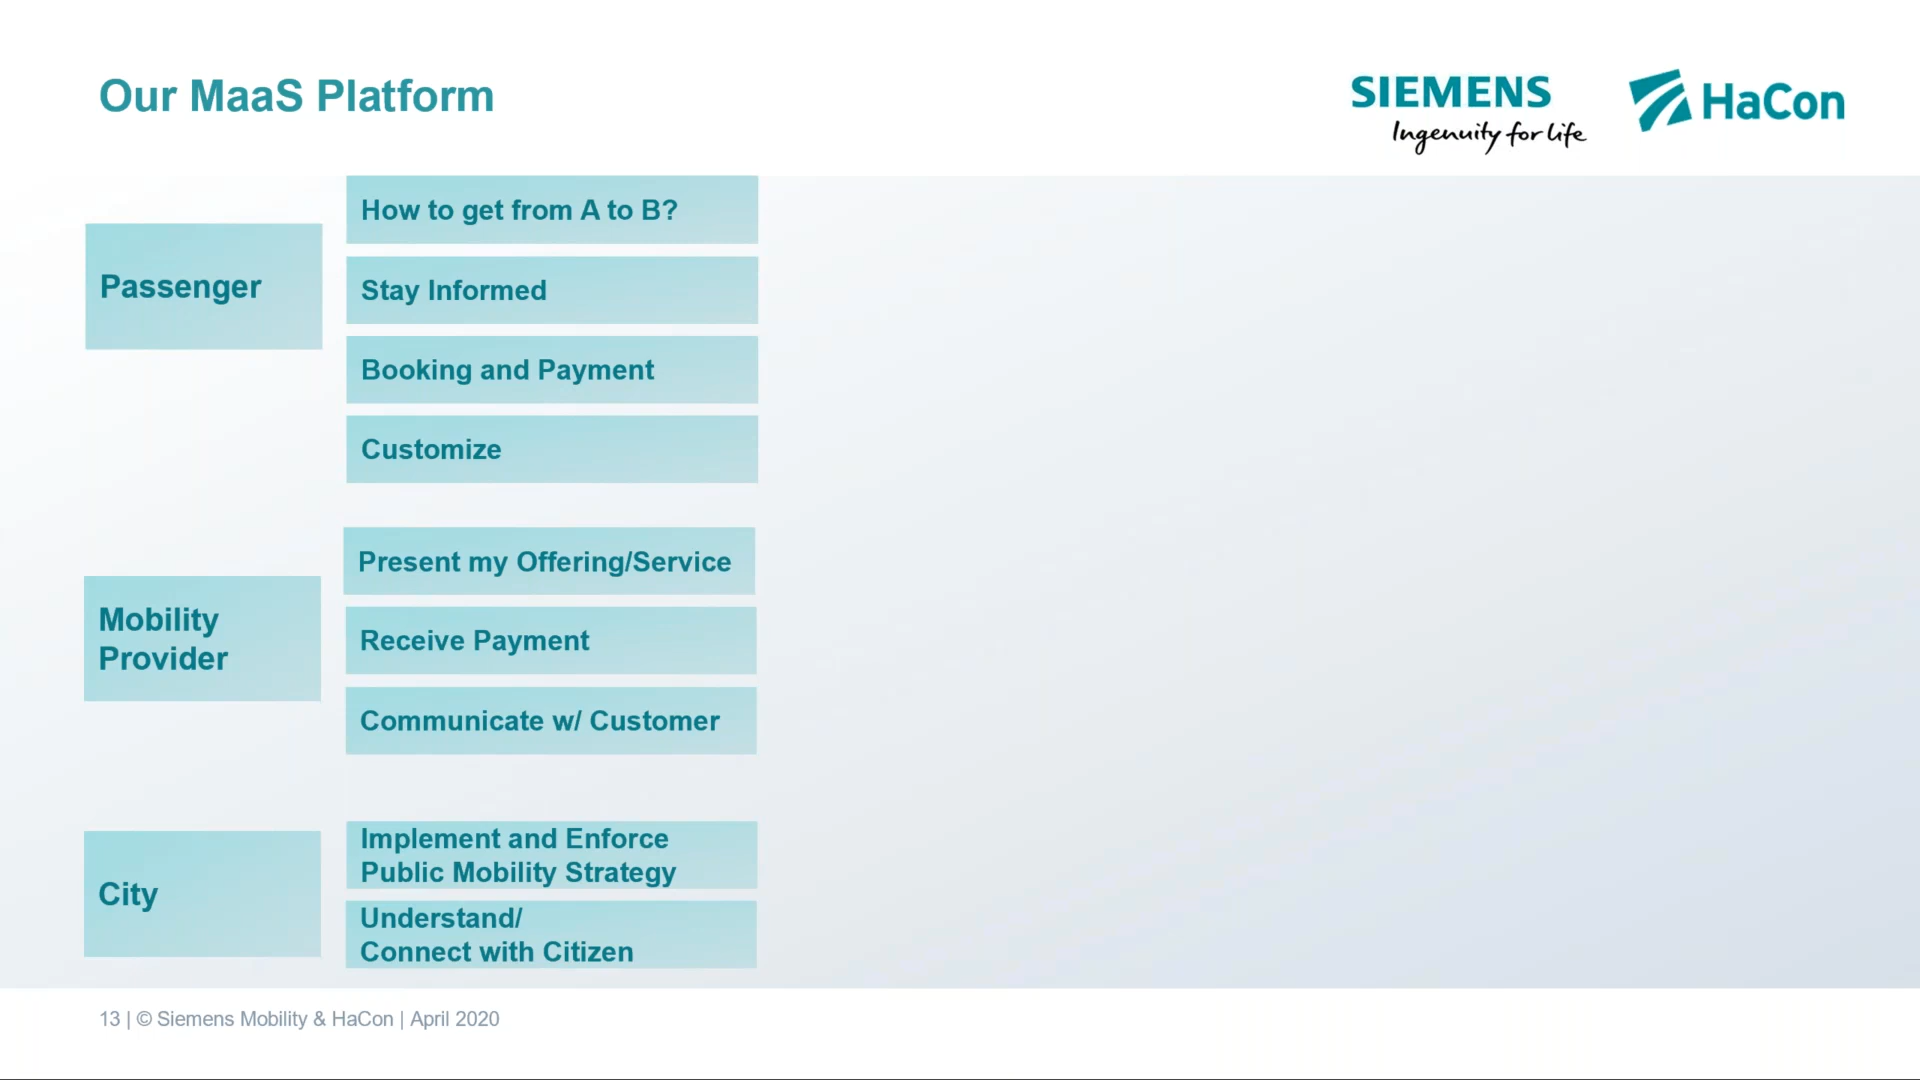 Our MaaS Platform
SIEMENS
Ingenuity for life
HaCon
Passenger
How to get from A to B?
Stay Informed
Booking and Payment
Customize
Mobility
Provider
Present my Offering/Service
Receive Payment
Communicate w/ Customer
City
Implement and Enforce
Public Mobility Strategy
Understand/
Connect with Citizen
13 | © Siemens Mobility & HaCon | April 2020